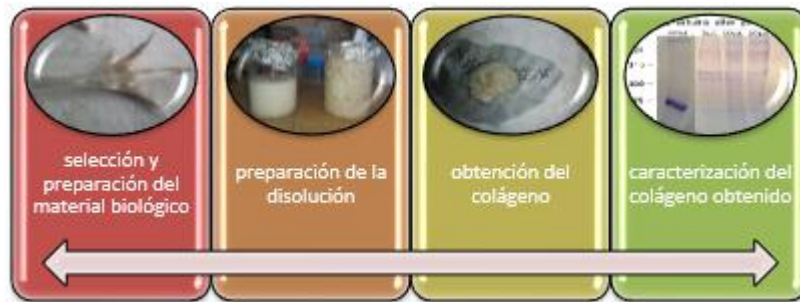 selección y
preparación del
material biológico
preparación de la
disolución
obtención del
colágeno
caracterización del
colágeno obtenido